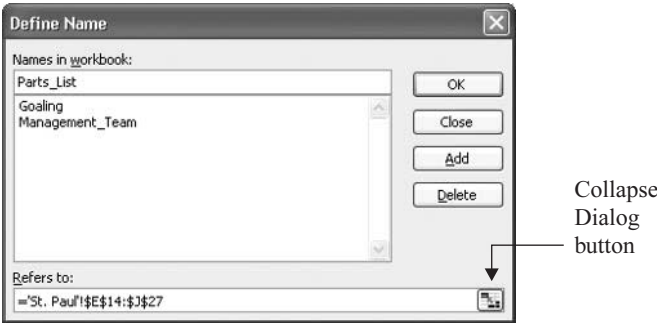 Define Name
Names in workbook:
Parts_List
Goaling
Management_Team
OK
Close
Add
Delete
Refers to:
='St. Paul'!$E$14:$J$27
Collapse
Dialog
button